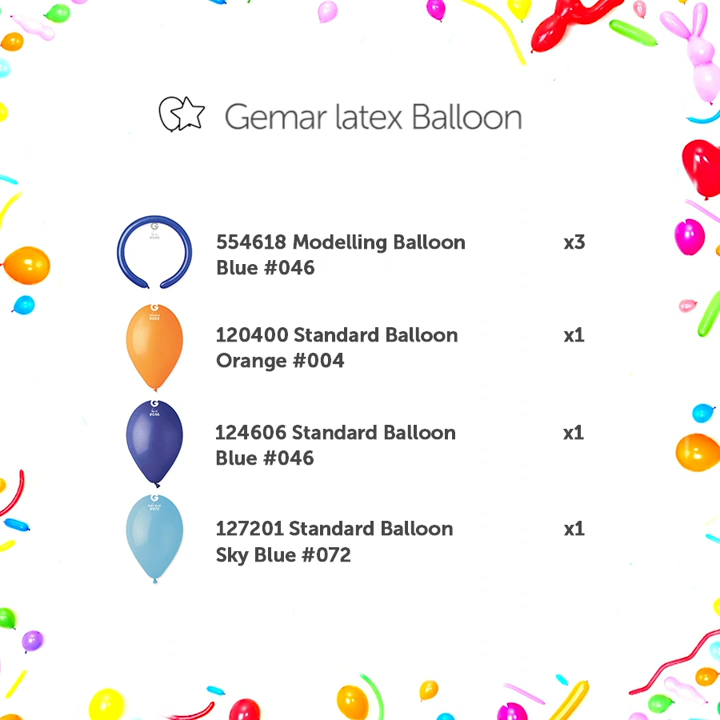 Gemar latex Balloon
554618 Modelling Balloon x3
Blue #046
120400 Standard Balloon x1
Orange #004
124606 Standard Balloon x1
Blue #046
127201 Standard Balloon x1
Sky Blue #072